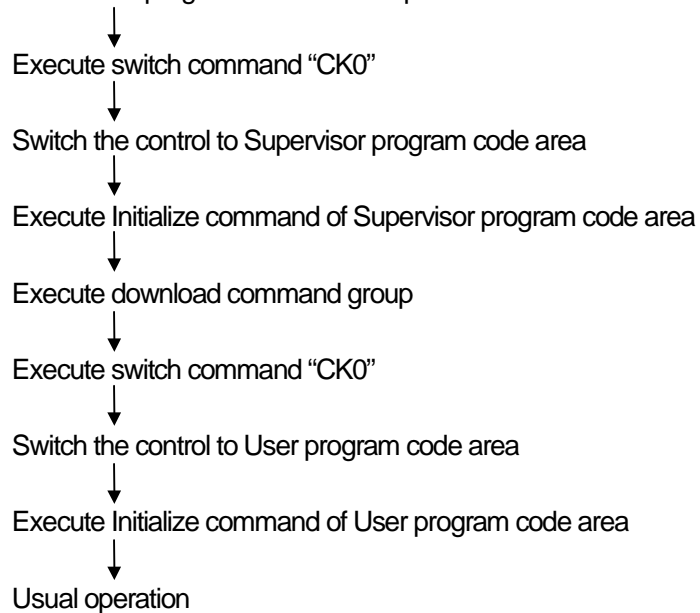 Execute switch command “CK0”
Switch the control to Supervisor program code area
Execute Initialize command of Supervisor program code area
Execute download command group
Execute switch command “CK0”
Switch the control to User program code area
Execute Initialize command of User program code area
Usual operation